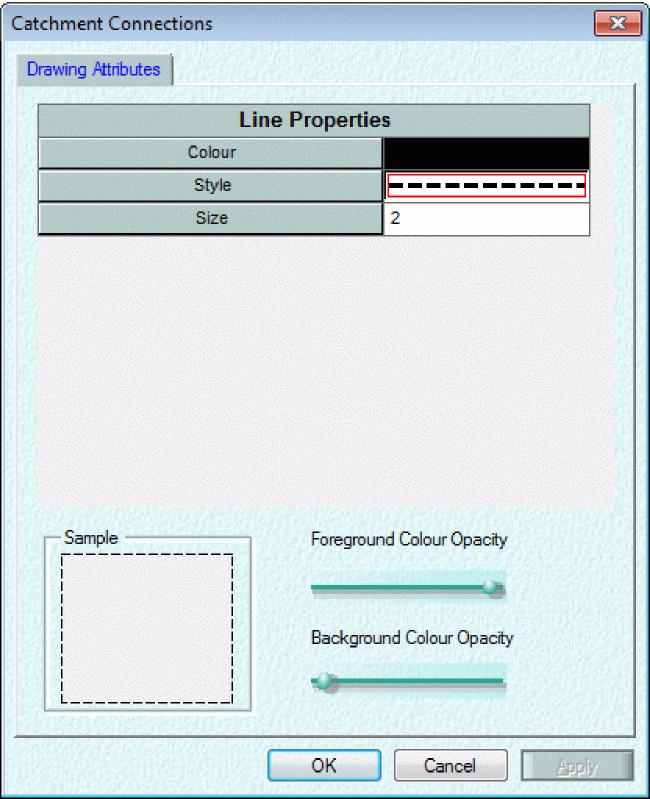 Catchment Connections
Drawing Attributes
Line Properties
Colour
Style
Size 2
Sample
Foreground Colour Opacity
Background Colour Opacity
OK Cancel Apply